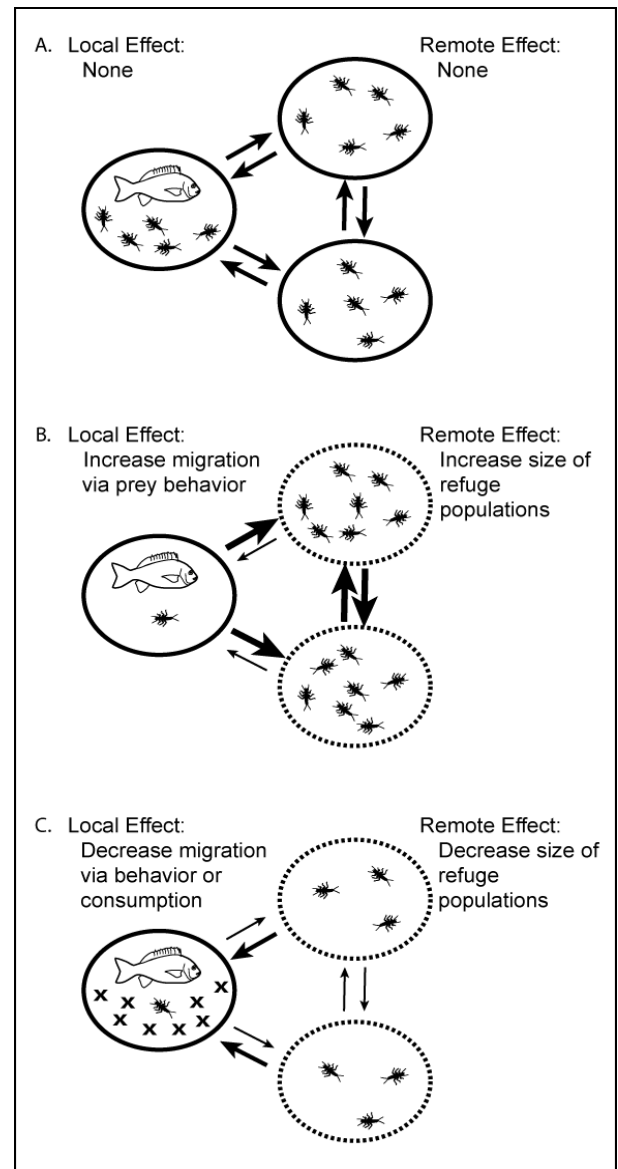 A. Local Effect:
None
Remote Effect:
None
B. Local Effect:
Increase migration
via prey behavior
Remote Effect:
Increase size of
refuge
populations
C. Local Effect:
Decrease migration
via behavior or
consumption
Remote Effect:
Decrease size of
refuge
populations
x x x x x x x x